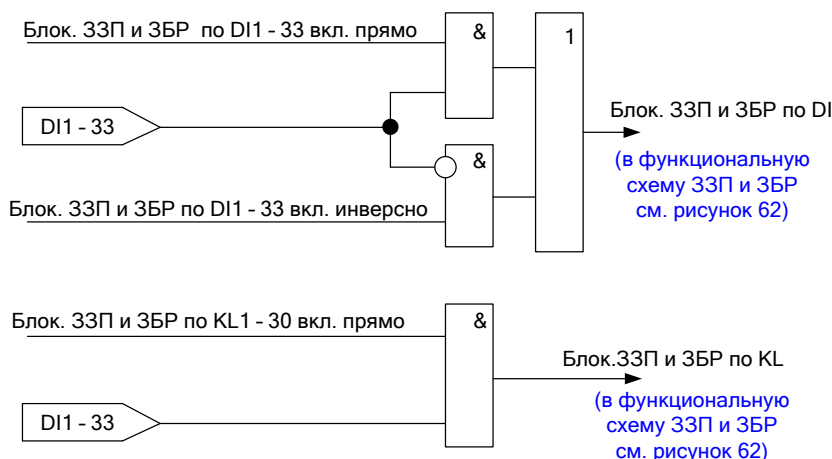 Блок. ЗЗП и ЗБР по DI1 - 33 вкл. прямо
&
1
DI1 - 33
Блок. ЗЗП и ЗБР по DI
(в функциональную
схему ЗЗП и ЗБР
см. рисунок 62)
&
Блок. ЗЗП и ЗБР по DI1 - 33 вкл. инверсно
Блок. ЗЗП и ЗБР по KL1 - 30 вкл. прямо
&
Блок.ЗЗП и ЗБР по KL
(в функциональную
схему ЗЗП и ЗБР
см. рисунок 62)
DI1 - 33